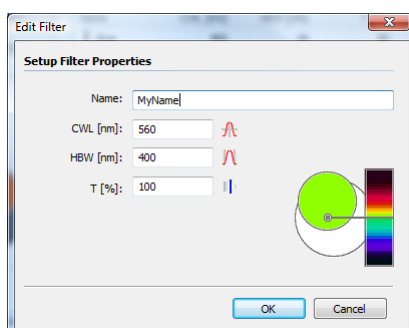 Edit Filter
Setup Filter Properties
Name: MyName
CWL [nm]: 560
HBW [nm]: 400
T [%]: 100
OK Cancel